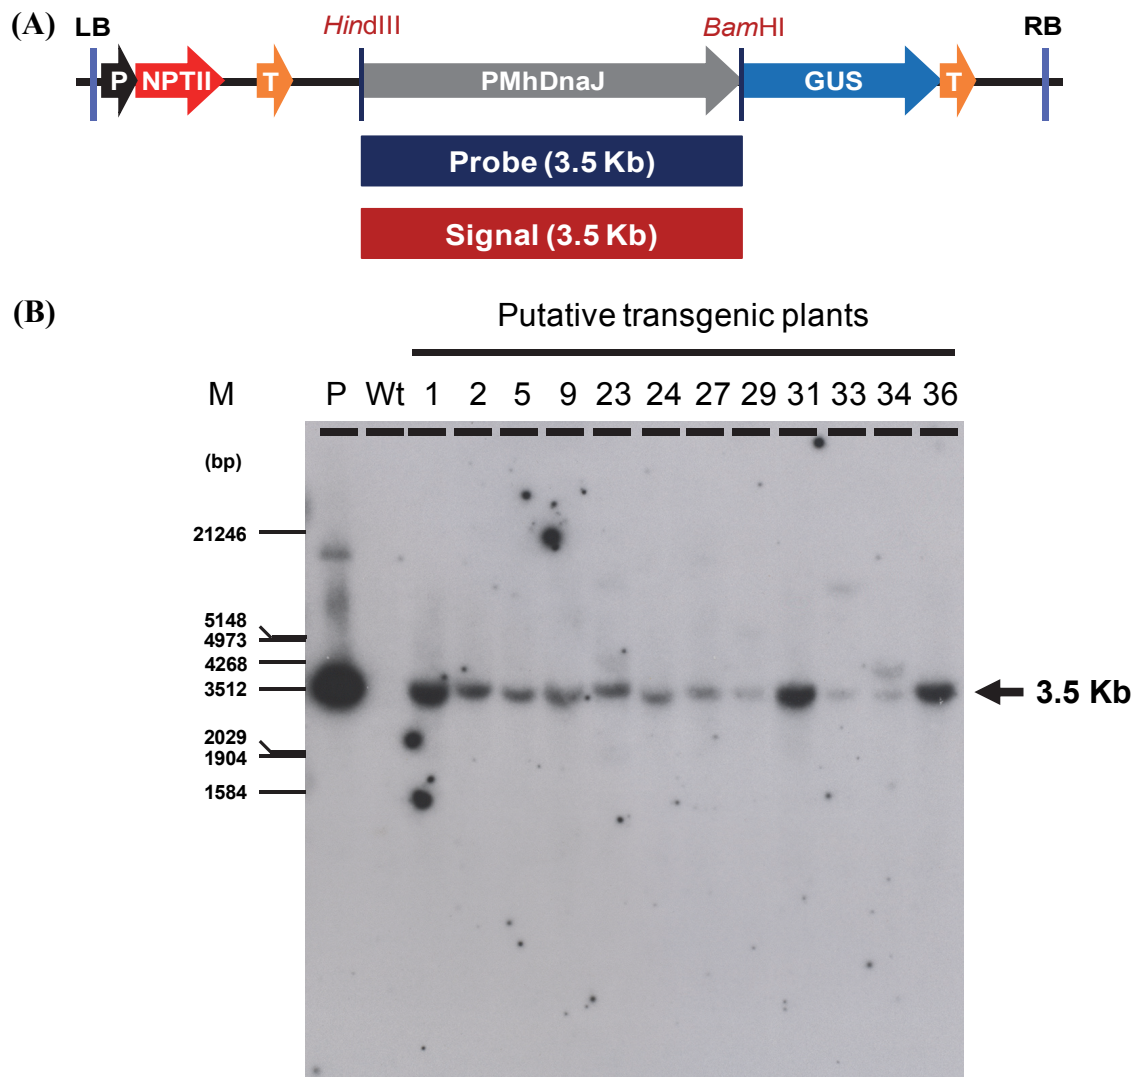 (A)
LB
HindIII
BamHI
RB
P
NPTII
T
PMhDnaJ
GUS
T
Probe (3.5 Kb)
Signal (3.5 Kb)
(B)
Putative transgenic plants
M P Wt 1 2 5 9 23 24 27 29 31 33 34 36
(bp)
21246
5148
4973
4268
3512
3.5 Kb
2029
1904
1584